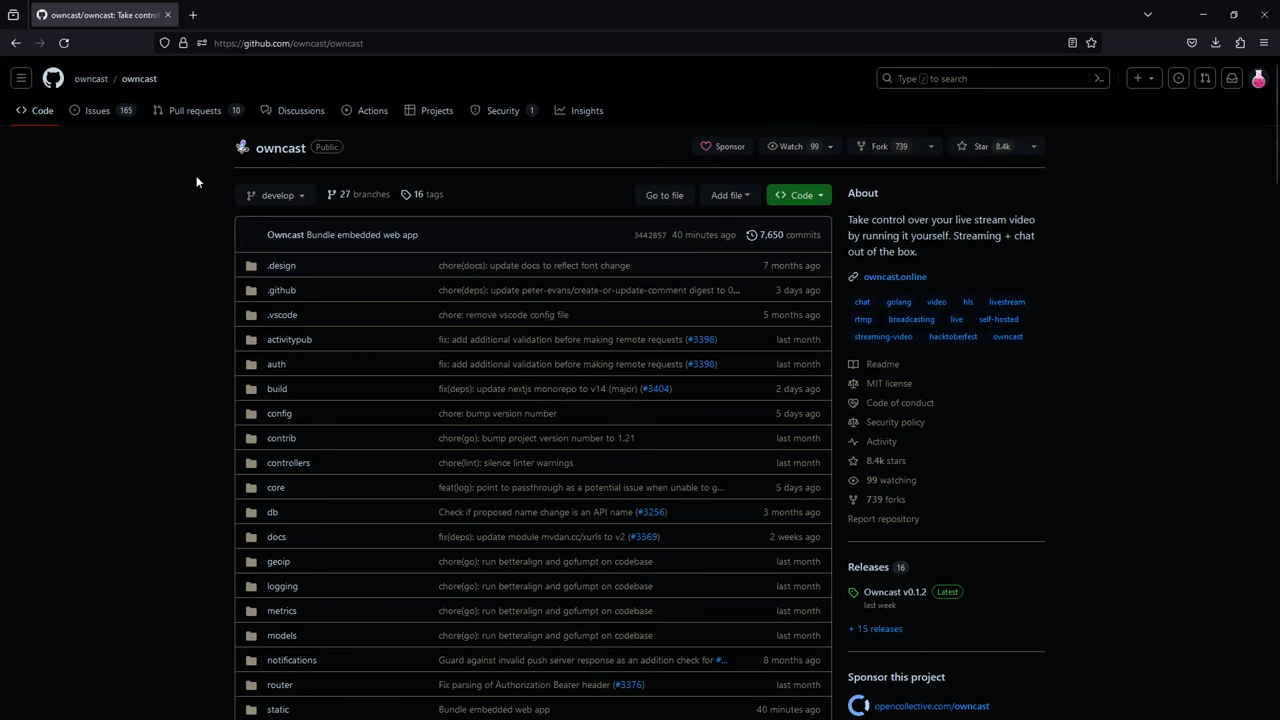 owncast/owncast: Take control
https://github.com/owncast/owncast
owncast / owncast
Type / to search
Code
Issues 165
Pull requests 10
Discussions
Actions
Projects
Security 1
Insights
owncast Public
Sponsor
Watch 99
Fork 739
Star 8.4k
develop
27 branches
16 tags
Go to file
Add file
Code
Owncast Bundle embedded web app 3442857 40 minutes ago 7,650 commits
.design chore(docs): update docs to reflect font change 7 months ago
.github chore(deps): update peter-evans/create-or-update-comment digest to 0... 3 days ago
.vscode chore: remove vscode config file 5 months ago
activitypub fix: add additional validation before making remote requests (#3398) last month
auth fix: add additional validation before making remote requests (#3398) last month
build fix(deps): update nextjs monorepo to v14 (major) (#3404) 2 days ago
config chore: bump version number 5 days ago
contrib chore(go): bump project version number to 1.21 last month
controllers chore(lint): silence linter warnings last month
core feat(log): point to passthrough as a potential issue when unable to g... 5 days ago
db Check if proposed name change is an API name (#3256) 3 months ago
docs fix(deps): update module mvdan.cc/xurls to v2 (#3369) 2 weeks ago
geoip chore(go): run betteralign and gofumpt on codebase last month
logging chore(go): run betteralign and gofumpt on codebase last month
metrics chore(go): run betteralign and gofumpt on codebase last month
models chore(go): run betteralign and gofumpt on codebase last month
notifications Guard against invalid push server response as an addition check for #... 8 months ago
router Fix parsing of Authorization Bearer header (#3376) last month
static Bundle embedded web app 40 minutes ago
About
Take control over your live stream video
by running it yourself. Streaming + chat
out of the box.
owncast.online
chat golang video hls livestream
rtmp broadcasting live self-hosted
streaming-video hacktoberfest owncast
Readme
MIT license
Code of conduct
Security policy
Activity
8.4k stars
99 watching
739 forks
Report repository
Releases 16
Owncast v0.1.2 Latest
last week
+ 15 releases
Sponsor this project
opencollective.com/owncast